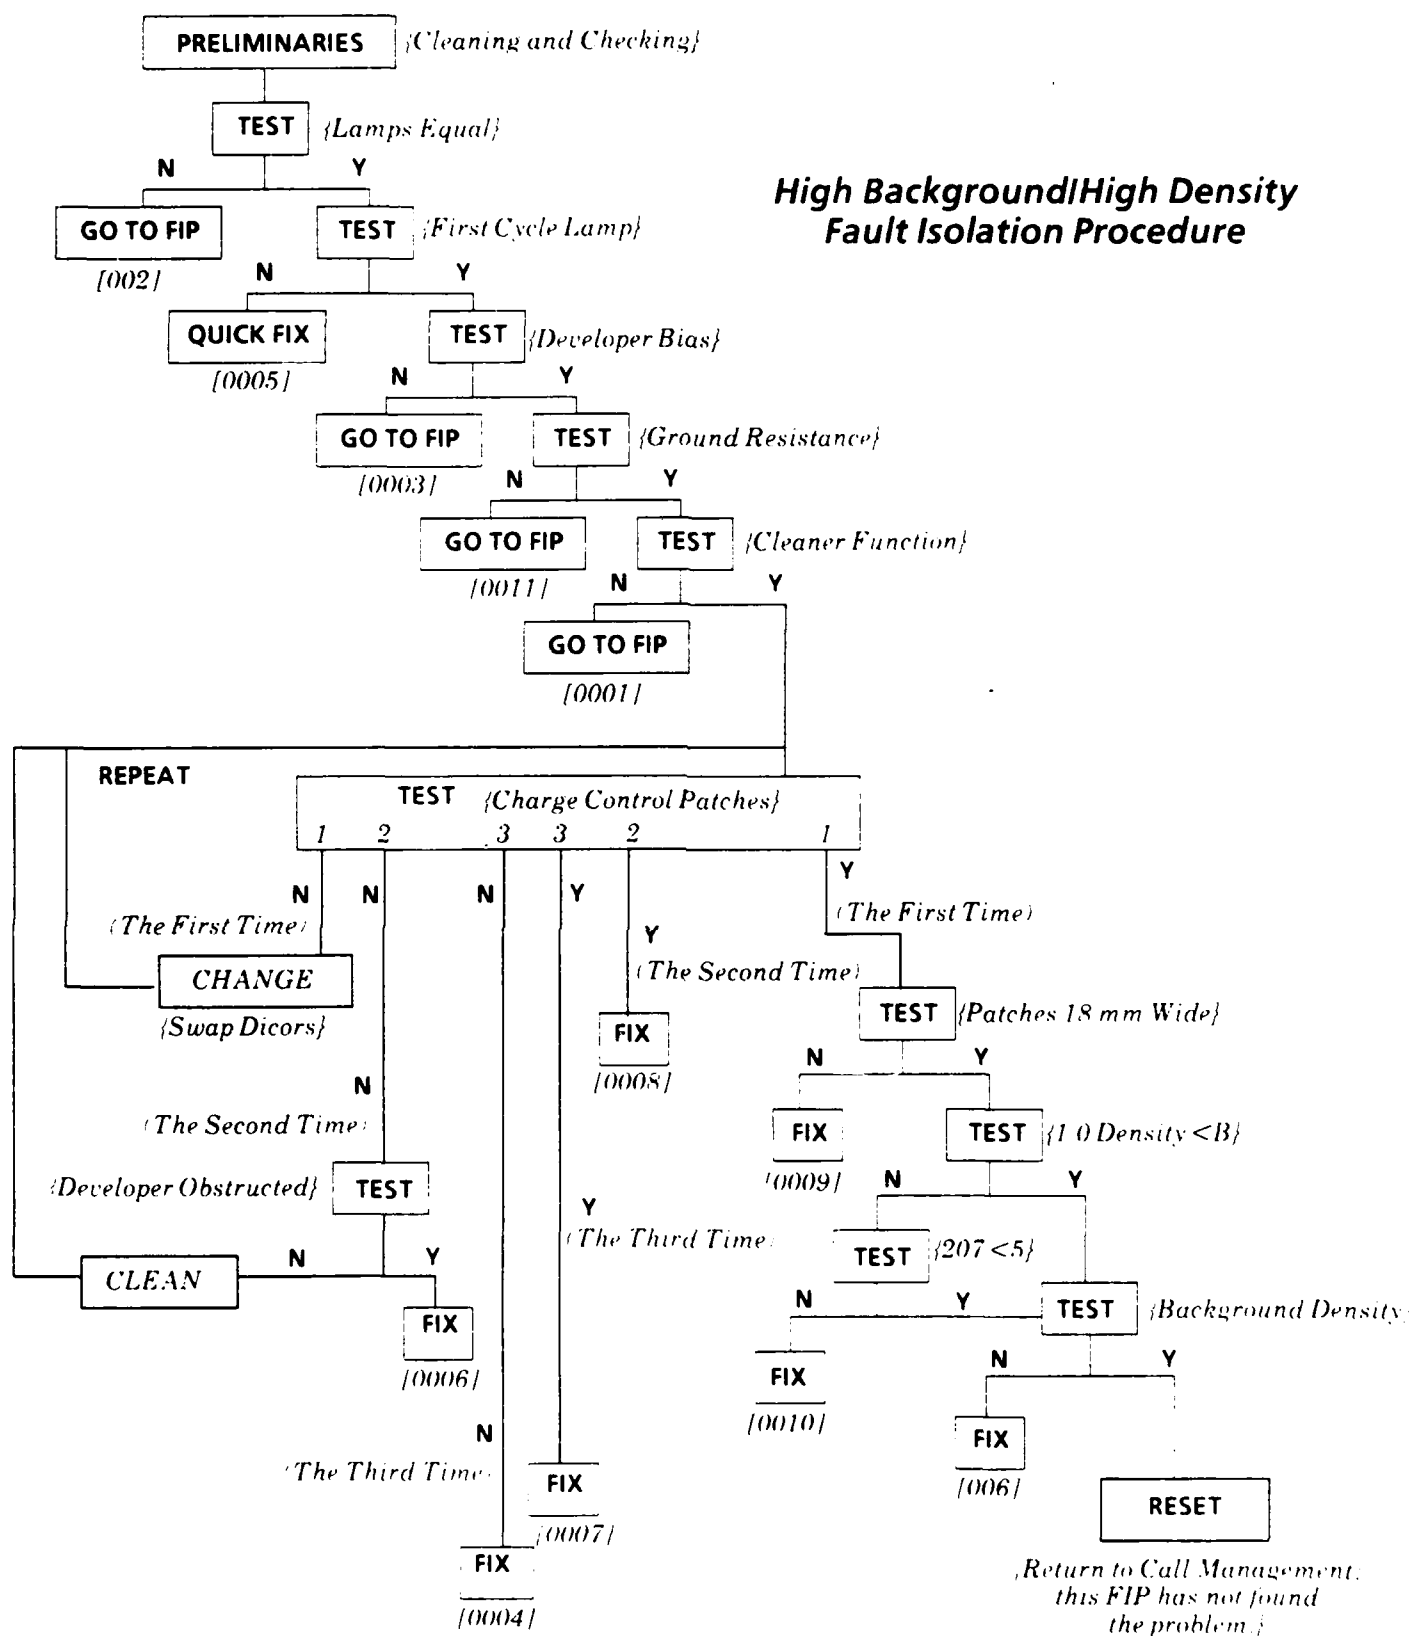 PRELIMINARIES {Cleaning and Checking}
TEST {Lamps Equal}
N Y
High Background/High Density
Fault Isolation Procedure
GO TO FIP TEST {First Cycle Lamp}
[002]
N Y
QUICK FIX TEST {Developer Bias}
[0005]
N Y
GO TO FIP TEST {Ground Resistance}
[0003]
N Y
GO TO FIP TEST {Cleaner Function}
[0011]
N Y
GO TO FIP
[0001]
REPEAT
TEST {Charge Control Patches}
1 2 3 3 2 1
N N N Y Y
(The First Time) (The First Time)
Y
(The Second Time)
CHANGE
{Swap Dicors}
TEST {Patches 18 mm Wide}
FIX
[0008]
N Y
N
(The Second Time)
FIX TEST {1 0 Density <B}
[0009]
{Developer Obstructed} TEST
N Y
Y
(The Third Time)
TEST {207 <5}
N Y
CLEAN
N Y TEST {Background Density}
FIX
[0006]
N Y
FIX
[0010]
FIX
[006]
N
(The Third Time)
FIX
[0007]
RESET
FIX
[0004]
{Return to Call Management;
this FIP has not found
the problem.}